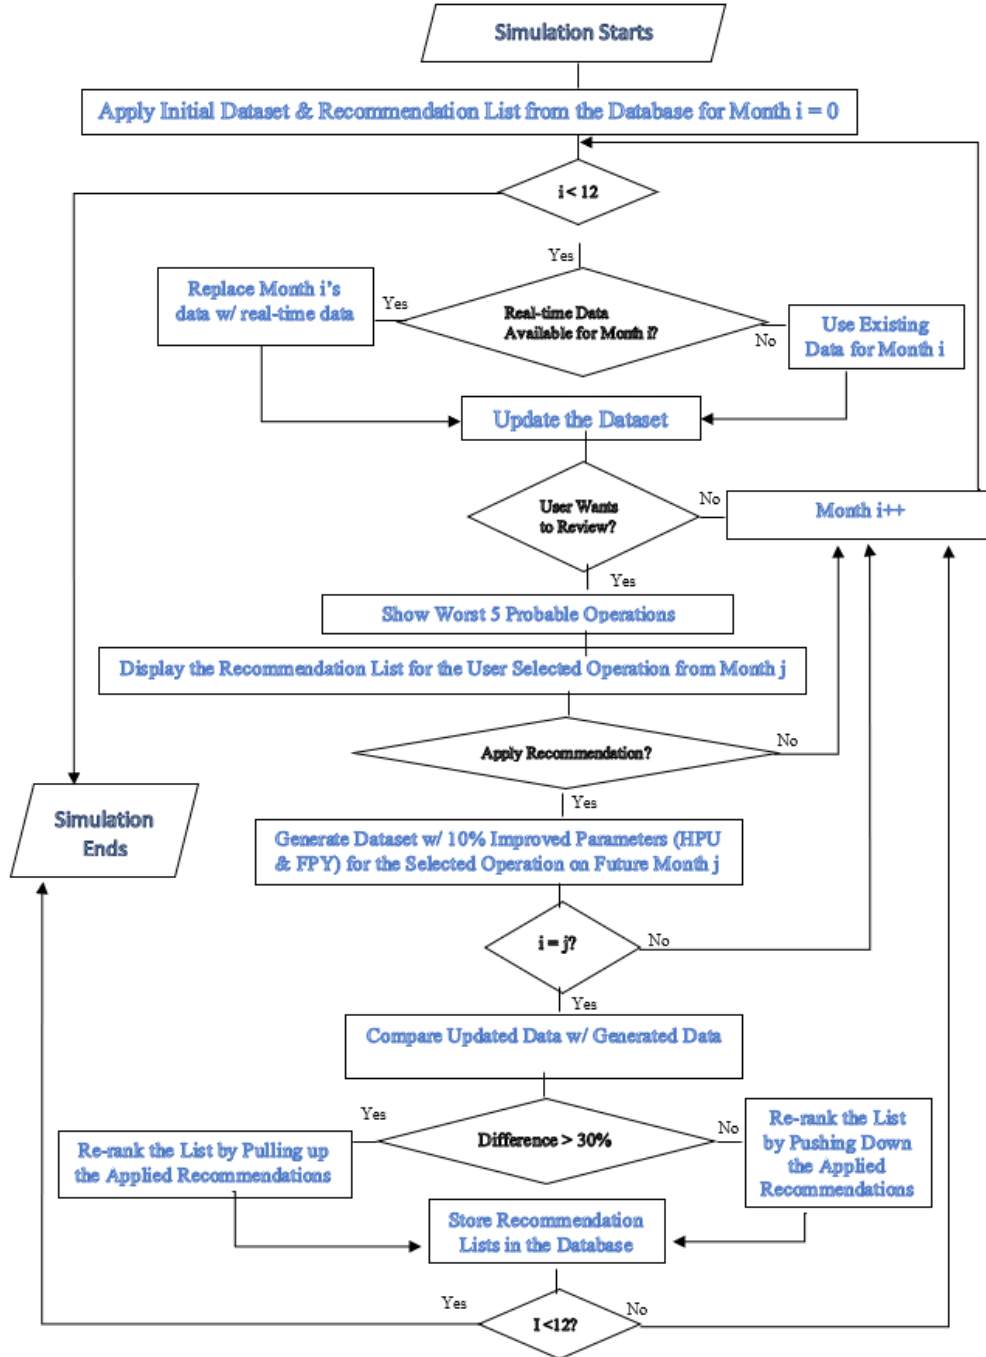 Simulation Starts
Apply Initial Dataset & Recommendation List from the Database for Month i = 0
i < 12
Yes
Replace Month i's
data w/ real-time data
Yes
Real-time Data
Available for Month i?
No
Use Existing
Data for Month i
Update the Dataset
User Wants
to Review?
No
Month i++
Yes
Show Worst 5 Probable Operations
Display the Recommendation List for the User Selected Operation from Month j
Apply Recommendation?
No
Yes
Simulation
Ends
Generate Dataset w/ 10% Improved Parameters (HPU
& FPY) for the Selected Operation on Future Month j
i = j?
No
Yes
Compare Updated Data w/ Generated Data
Yes
Difference > 30%
No
Re-rank the List by Pulling up
the Applied Recommendations
Re-rank the List
by Pushing Down
the Applied
Recommendations
Store Recommendation
Lists in the Database
Yes
I <12?
No